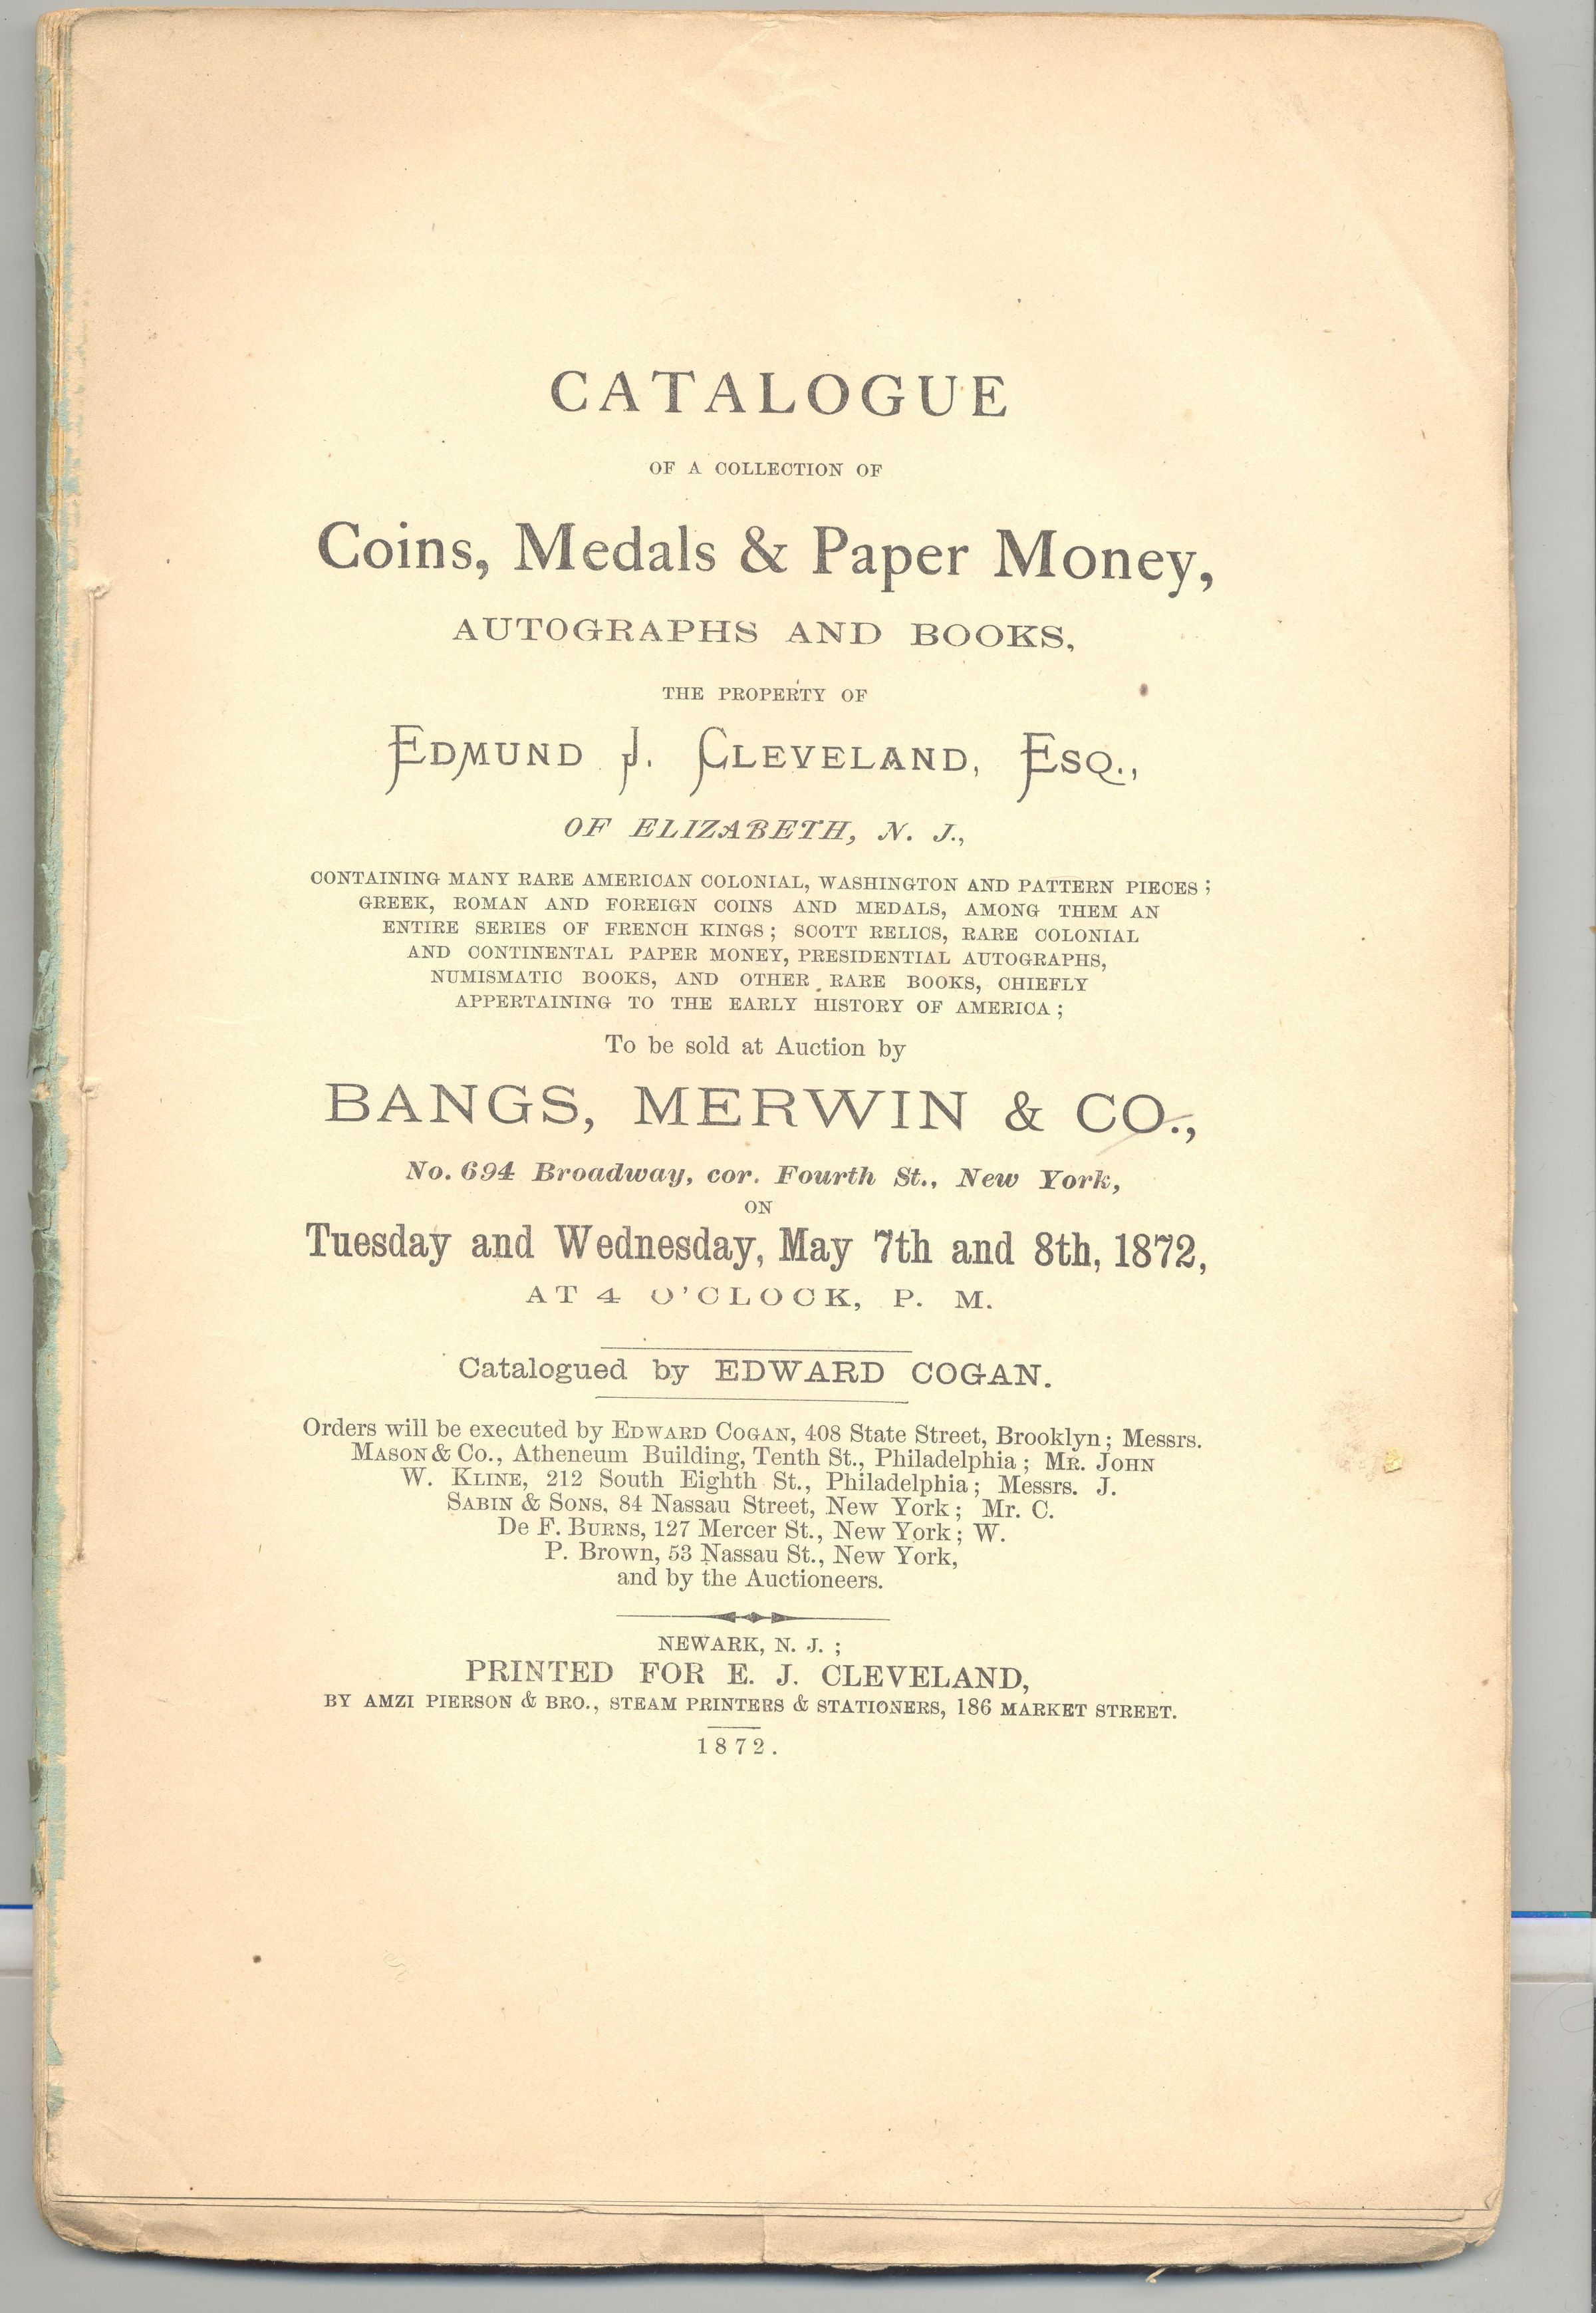 CATALOGUE
OF A COLLECTION OF
Coins, Medals & Paper Money,
AUTOGRAPHS AND BOOKS,
THE PROPERTY OF
EDMUND J. CLEVELAND, ESQ.,
OF ELIZABETH, N. J.,
CONTAINING MANY RARE AMERICAN COLONIAL, WASHINGTON AND PATTERN PIECES ;
GREEK, ROMAN AND FOREIGN COINS AND MEDALS, AMONG THEM AN
ENTIRE SERIES OF FRENCH KINGS ; SCOTT RELICS, RARE COLONIAL
AND CONTINENTAL PAPER MONEY, PRESIDENTIAL AUTOGRAPHS,
NUMISMATIC BOOKS, AND OTHER RARE BOOKS, CHIEFLY
APPERTAINING TO THE EARLY HISTORY OF AMERICA ;
To be sold at Auction by
BANGS, MERWIN & CO.,
No. 694 Broadway, cor. Fourth St., New York,
ON
Tuesday and Wednesday, May 7th and 8th, 1872,
AT 4 O'CLOCK, P. M.
Catalogued by EDWARD COGAN.
Orders will be executed by EDWARD COGAN, 408 State Street, Brooklyn ; Messrs.
MASON & CO., Atheneum Building, Tenth St., Philadelphia ; MR. JOHN
W. KLINE, 212 South Eighth St., Philadelphia ; Messrs. J.
SABIN & SONS, 84 Nassau Street, New York ; Mr. C.
De F. BURNS, 127 Mercer St., New York ; W.
P. Brown, 53 Nassau St., New York,
and by the Auctioneers.
NEWARK, N. J. ;
PRINTED FOR E. J. CLEVELAND,
BY AMZI PIERSON & BRO., STEAM PRINTERS & STATIONERS, 186 MARKET STREET.
1872.